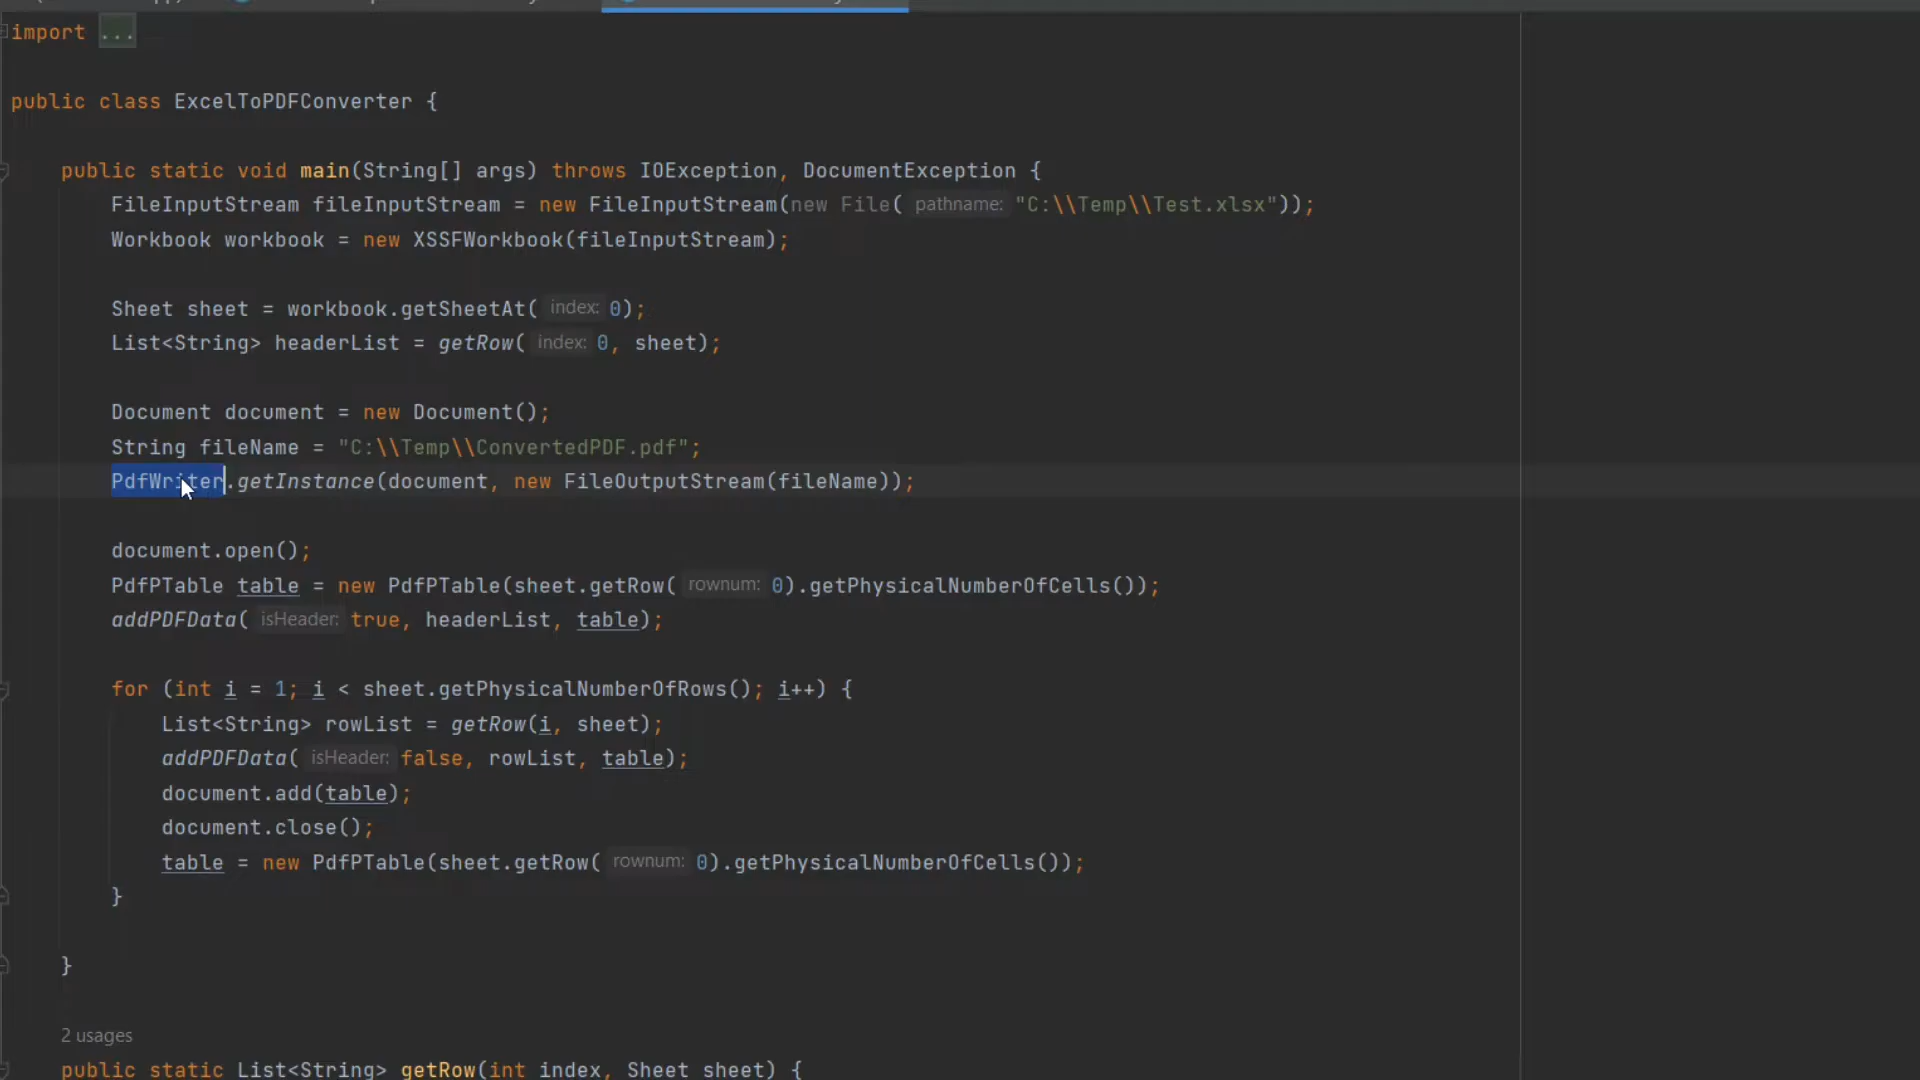 import ...
public class ExcelToPDFConverter {
public static void main(String[] args) throws IOException, DocumentException {
FileInputStream fileInputStream = new FileInputStream(new File( pathname: "C:\\Temp\\Test.xlsx"));
Workbook workbook = new XSSFWorkbook(fileInputStream);
Sheet sheet = workbook.getSheetAt( index: 0);
List<String> headerList = getRow( index: 0, sheet);
Document document = new Document();
String fileName = "C:\\Temp\\ConvertedPDF.pdf";
PdfWriter.getInstance(document, new FileOutputStream(fileName));
document.open();
PdfPTable table = new PdfPTable(sheet.getRow( rownum: 0).getPhysicalNumberOfCells());
addPDFData( isHeader: true, headerList, table);
for (int i = 1; i < sheet.getPhysicalNumberOfRows(); i++) {
List<String> rowList = getRow(i, sheet);
addPDFData( isHeader: false, rowList, table);
document.add(table);
document.close();
table = new PdfPTable(sheet.getRow( rownum: 0).getPhysicalNumberOfCells());
}
}
2 usages
public static List<String> getRow(int index, Sheet sheet) {